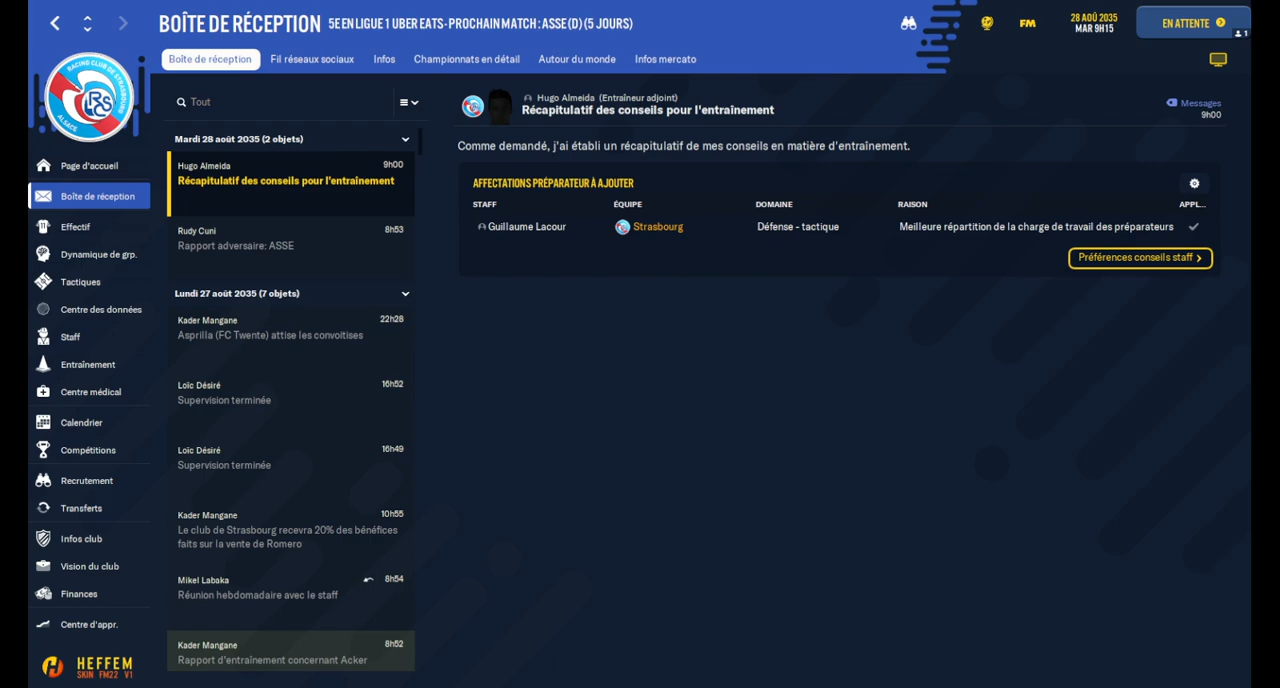 BOÎTE DE RÉCEPTION 5E EN LIGUE 1 UBER EATS - PROCHAIN MATCH : ASSE (D) (5 JOURS)
FM
28 AOÛ 2035
MAR 9H15
EN ATTENTE
1
Boîte de réception
Fil réseaux sociaux
Infos
Championnats en détail
Autour du monde
Infos mercato
RACING CLUB DE STRASBOURG
RCS
ALSACE
Page d'accueil
Boîte de réception
Effectif
Dynamique de grp.
Tactiques
Centre des données
Staff
Entraînement
Centre médical
Calendrier
Compétitions
Recrutement
Transferts
Infos club
Vision du club
Finances
Centre d'appr.
HEFFEM
SKIN FM22 V1
Tout
Mardi 28 août 2035 (2 objets)
Hugo Almeida 9h00
Récapitulatif des conseils pour l'entraînement
Rudy Cuni 8h53
Rapport adversaire: ASSE
Lundi 27 août 2035 (7 objets)
Kader Mangane 22h28
Asprilla (FC Twente) attise les convoitises
Loïc Désiré 16h52
Supervision terminée
Loïc Désiré 16h49
Supervision terminée
Kader Mangane 10h55
Le club de Strasbourg recevra 20% des bénéfices
faits sur la vente de Romero
Mikel Labaka 8h54
Réunion hebdomadaire avec le staff
Kader Mangane 8h52
Rapport d'entraînement concernant Acker
Hugo Almeida (Entraîneur adjoint)
Récapitulatif des conseils pour l'entraînement
Messages
9h00
Comme demandé, j'ai établi un récapitulatif de mes conseils en matière d'entraînement.
AFFECTATIONS PRÉPARATEUR À AJOUTER
STAFF ÉQUIPE DOMAINE RAISON APPL...
Guillaume Lacour Strasbourg Défense - tactique Meilleure répartition de la charge de travail des préparateurs
Préférences conseils staff